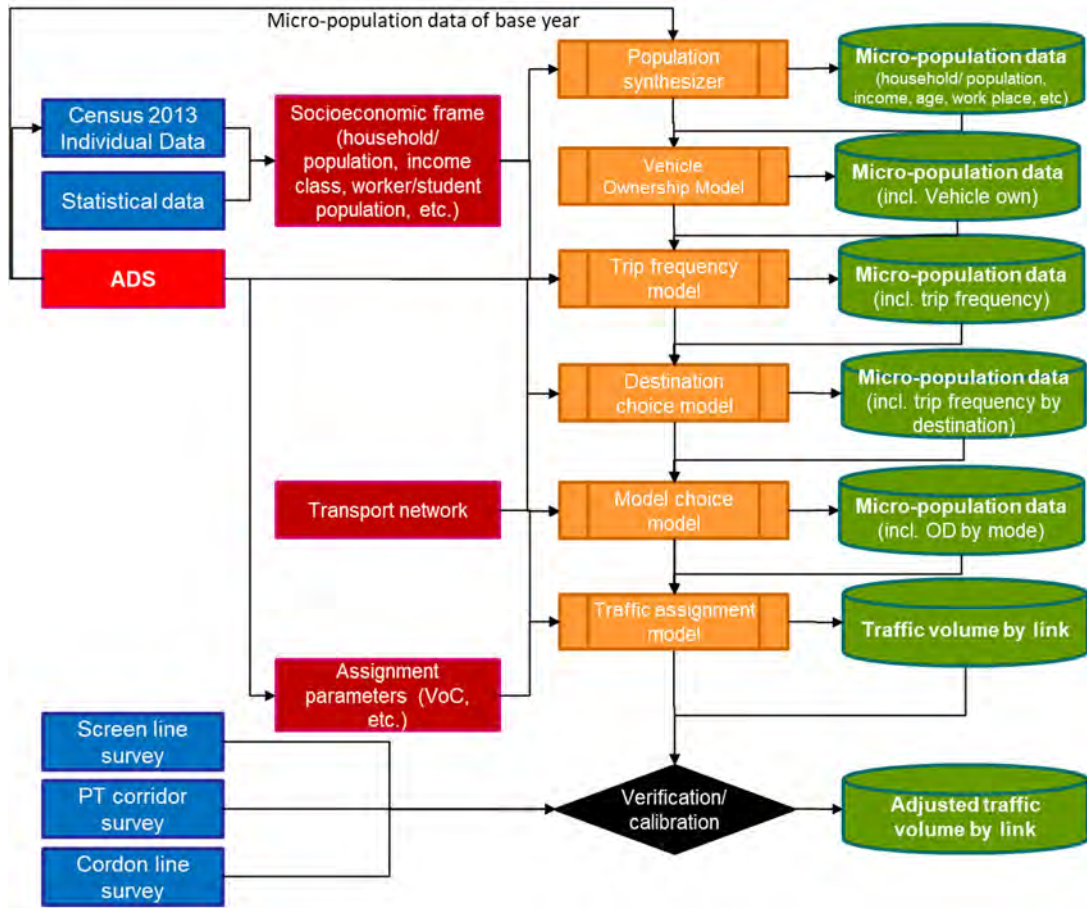 Micro-population data of base year
Census 2013
Individual Data
Statistical data
ADS
Socioeconomic frame
(household/
population, income
class, worker/student
population, etc.)
Transport network
Assignment
parameters (VoC,
etc.)
Screen line
survey
PT corridor
survey
Cordon line
survey
Population
synthesizer
Vehicle
Ownership Model
Trip frequency
model
Destination
choice model
Model choice
model
Traffic assignment
model
Verification/
calibration
Micro-population data
(household/ population,
income, age, work place, etc)
Micro-population data
(incl. Vehicle own)
Micro-population data
(incl. trip frequency)
Micro-population data
(incl. trip frequency by
destination)
Micro-population data
(incl. OD by mode)
Traffic volume by link
Adjusted traffic
volume by link